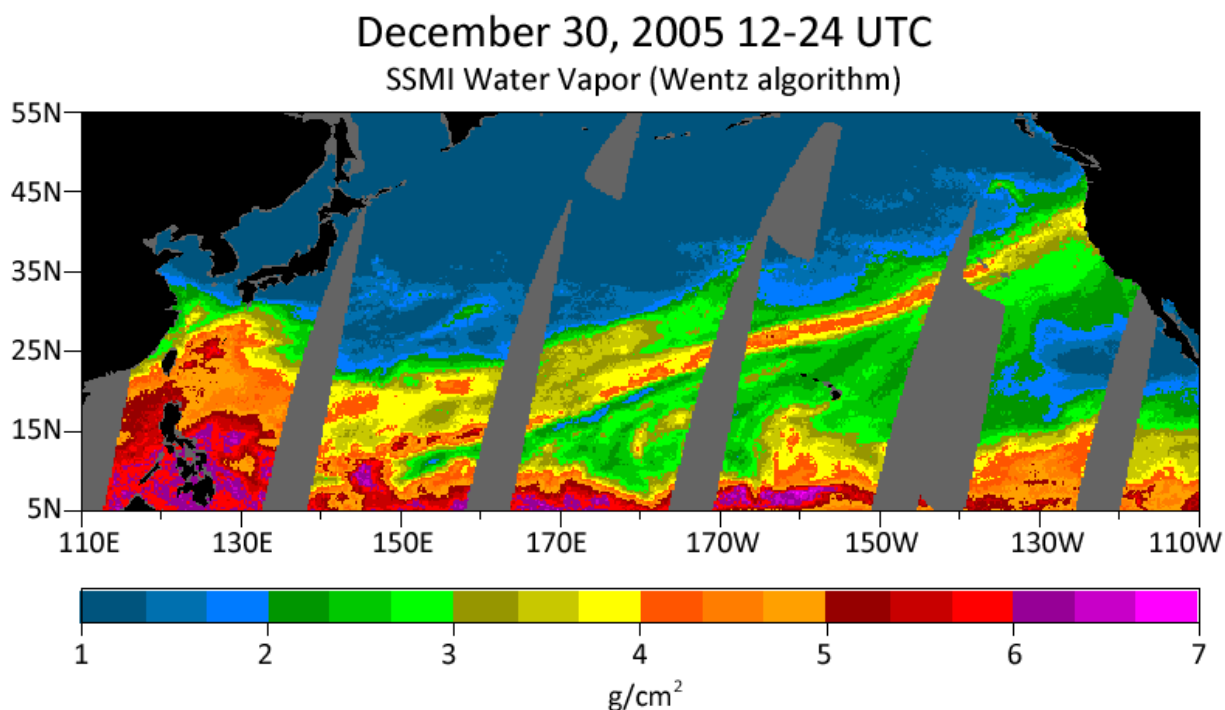 December 30, 2005 12-24 UTC
SSMI Water Vapor (Wentz algorithm)
55N
45N
35N
25N
15N
5N
110E 130E 150E 170E 170W 150W 130W 110W
1 2 3 4 5 6 7
g/cm²